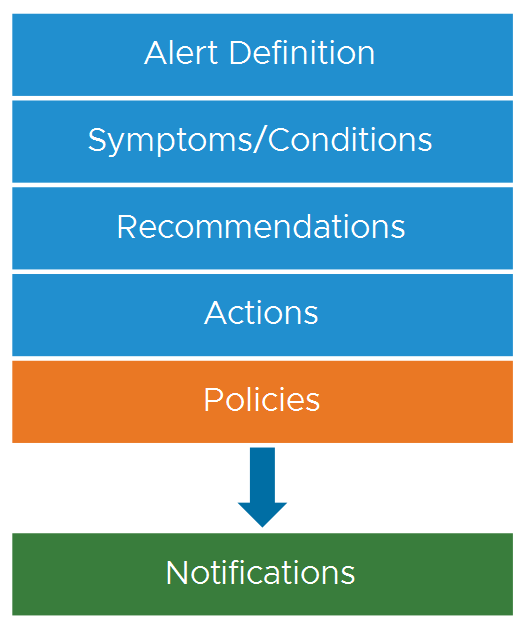 Alert Definition
Symptoms/Conditions
Recommendations
Actions
Policies
Notifications